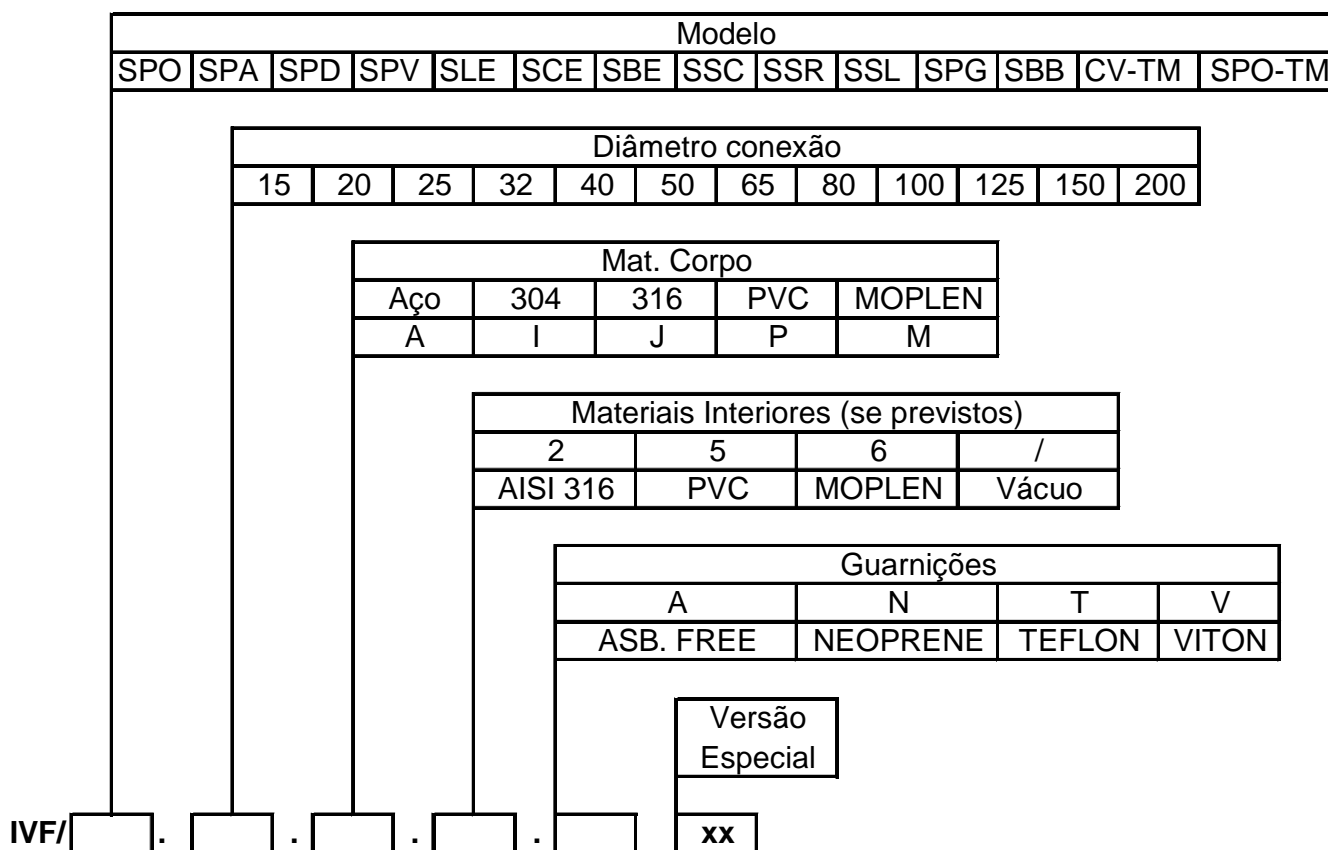 Modelo
SPO SPA SPD SPV SLE SCE SBE SSC SSR SSL SPG SBB CV-TM SPO-TM
Diâmetro conexão
15 20 25 32 40 50 65 80 100 125 150 200
Mat. Corpo
Aço 304 316 PVC MOPLEN
A I J P M
Materiais Interiores (se previstos)
2 5 6 /
AISI 316 PVC MOPLEN Vácuo
Guarnições
A N T V
ASB. FREE NEOPRENE TEFLON VITON
Versão
Especial
IVF/ . . . . xx